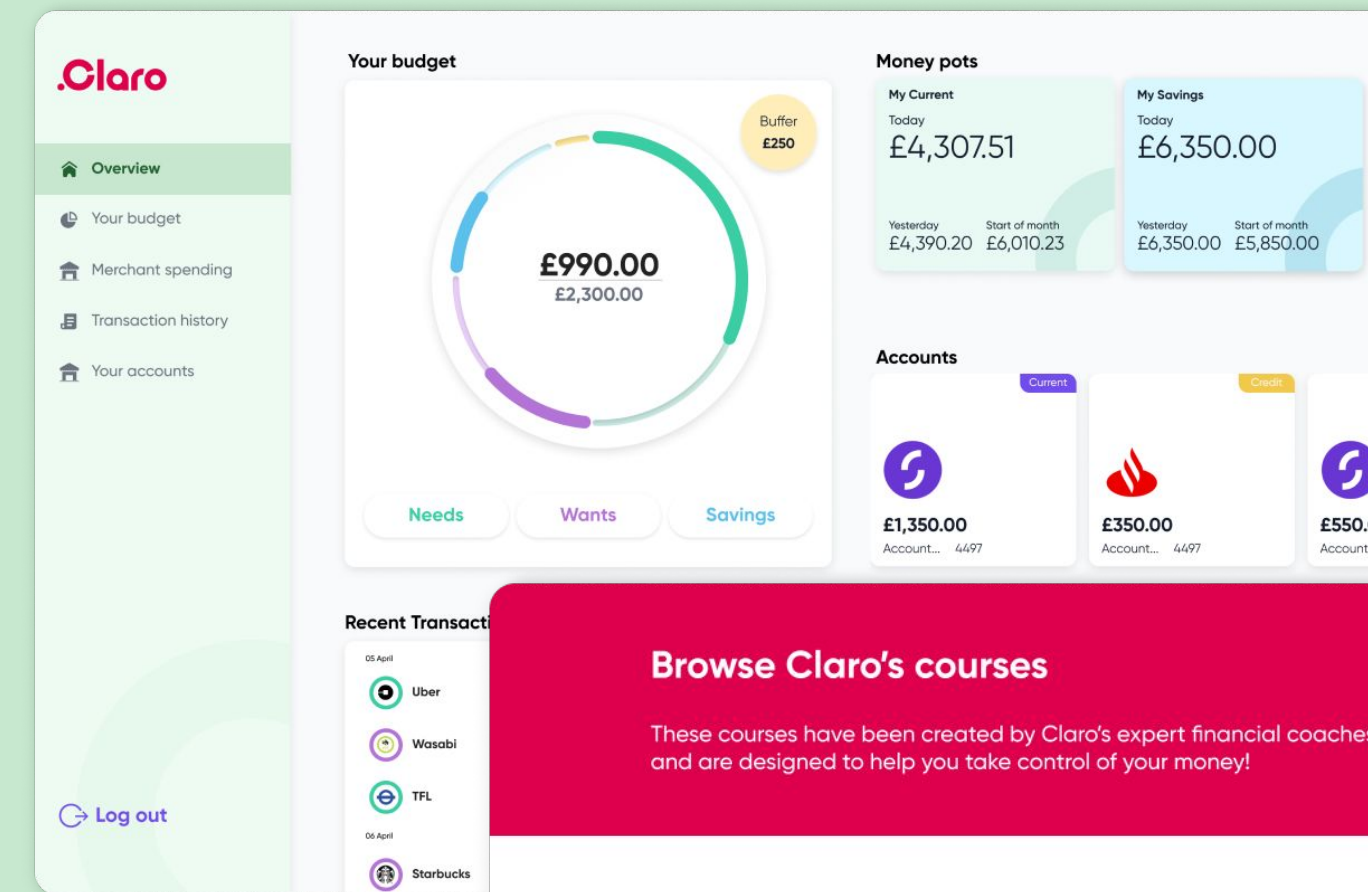 .Claro
Overview
Your budget
Merchant spending
Transaction history
Your accounts
Log out
Your budget
Buffer
£250
£990.00
£2,300.00
Needs
Wants
Savings
Money pots
My Current
Today
£4,307.51
Yesterday
£4,390.20
Start of month
£6,010.23
My Savings
Today
£6,350.00
Yesterday
£6,350.00
Start of month
£5,850.00
Accounts
Current
£1,350.00
Account... 4497
Credit
£350.00
Account... 4497
£550.
Account
Recent Transacti
05 April
Uber
Wasabi
TFL
06 April
Starbucks
Browse Claro’s courses
These courses have been created by Claro’s expert financial coaches
and are designed to help you take control of your money!